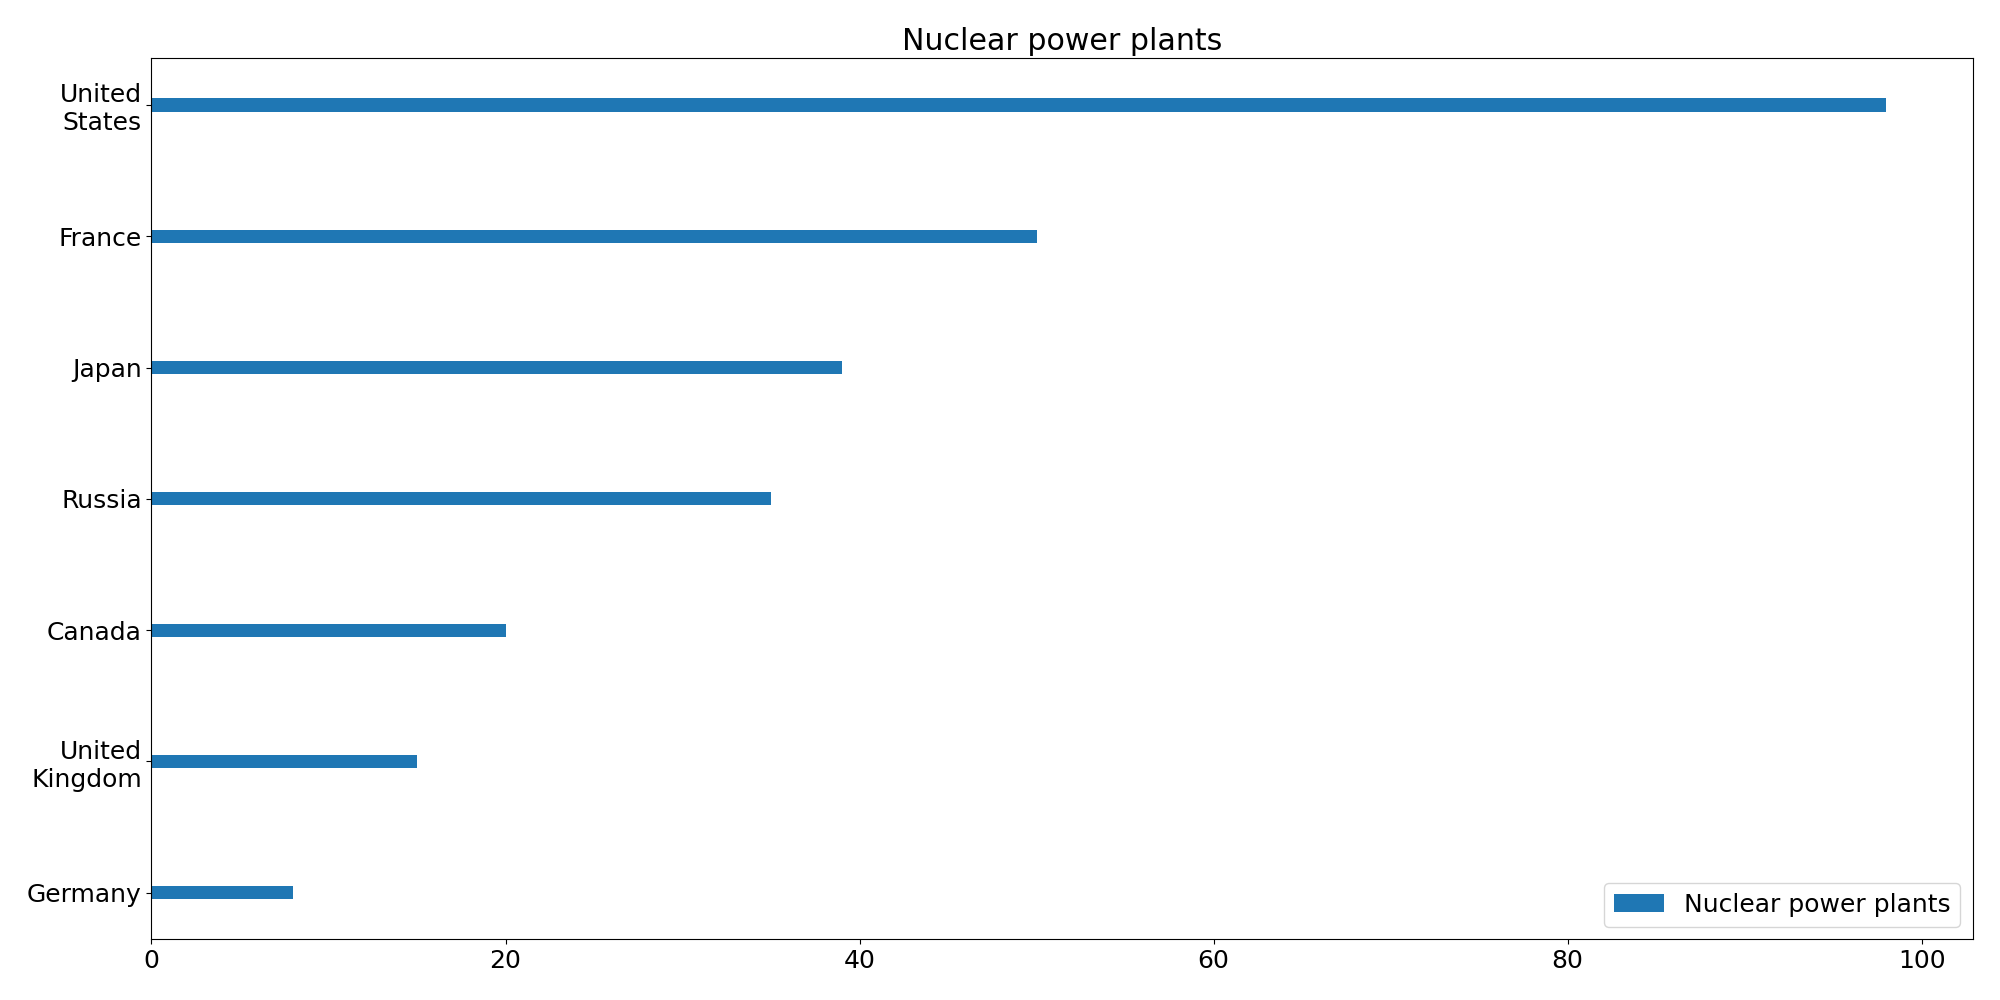 Nuclear power plants
United
States
France
Japan
Russia
Canada
United
Kingdom
Germany
Nuclear power plants
0 20 40 60 80 100